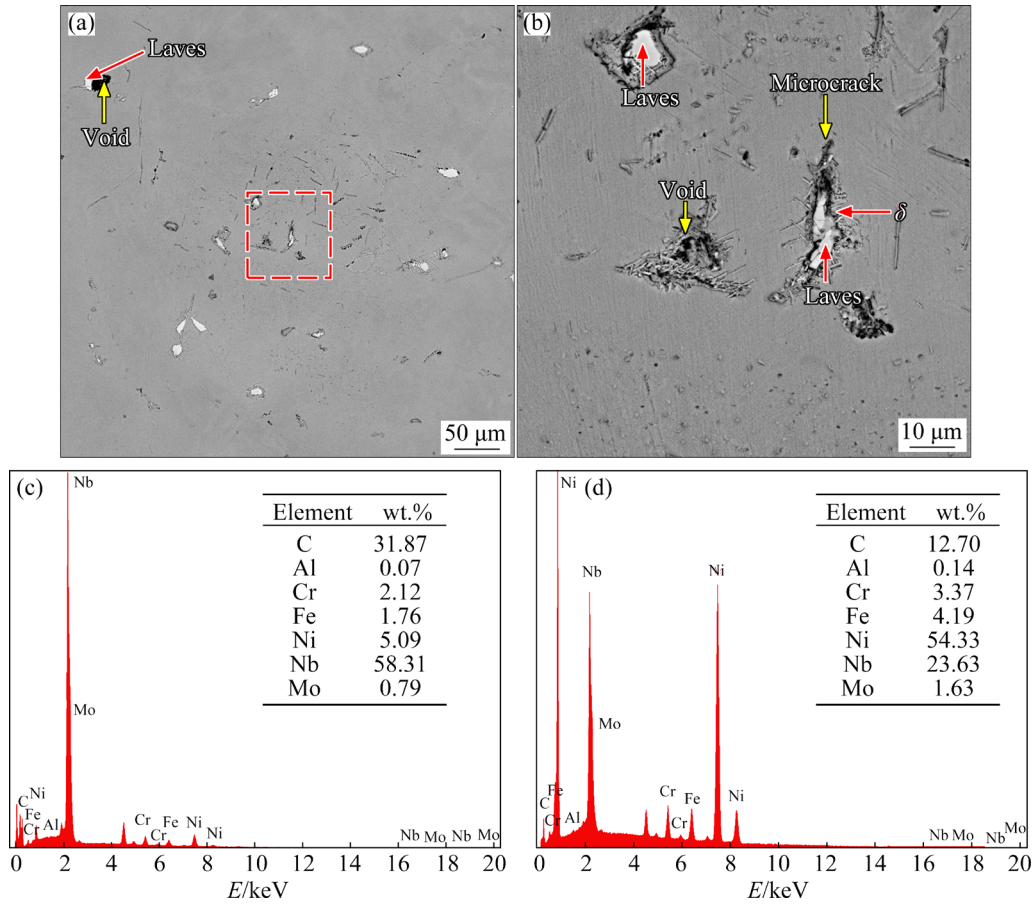 (a)
Laves
Void
50 μm
(b)
Laves
Microcrack
Void
δ
Laves
10 μm
(c)
Nb
Element wt.%
C 31.87
Al 0.07
Cr 2.12
Fe 1.76
Ni 5.09
Nb 58.31
Mo 0.79
Mo
Ni
C
Fe
Cr
Al
Cr
Cr
Fe
Ni
Ni
Nb Mo Nb Mo
0 2 4 6 8 10 12 14 16 18 20
E/keV
(d)
Ni
Element wt.%
C 12.70
Al 0.14
Cr 3.37
Fe 4.19
Ni 54.33
Nb 23.63
Mo 1.63
Nb
Ni
Mo
Fe
C
Cr
Al
Cr
Cr
Fe
Ni
Nb Mo Nb Mo
0 2 4 6 8 10 12 14 16 18 20
E/keV